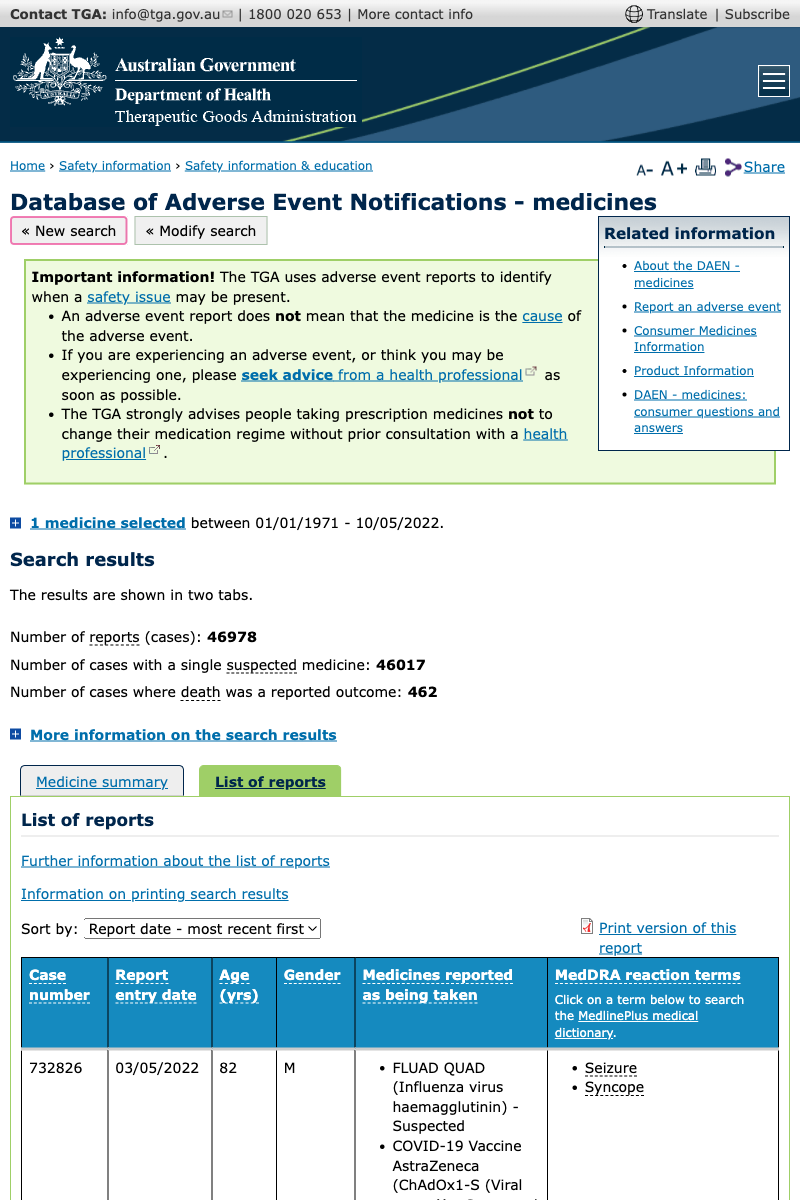 Contact TGA: info@tga.gov.au | 1800 020 653 | More contact info
Translate | Subscribe
Australian Government
Department of Health
Therapeutic Goods Administration
Home › Safety information › Safety information & education
A- A+ Share
Database of Adverse Event Notifications - medicines
« New search
« Modify search
Related information
• About the DAEN -
medicines
• Report an adverse event
• Consumer Medicines
Information
• Product Information
• DAEN - medicines:
consumer questions and
answers
Important information! The TGA uses adverse event reports to identify
when a safety issue may be present.
• An adverse event report does not mean that the medicine is the cause of
the adverse event.
• If you are experiencing an adverse event, or think you may be
experiencing one, please seek advice from a health professional as
soon as possible.
• The TGA strongly advises people taking prescription medicines not to
change their medication regime without prior consultation with a health
professional .
1 medicine selected between 01/01/1971 - 10/05/2022.
Search results
The results are shown in two tabs.
Number of reports (cases): 46978
Number of cases with a single suspected medicine: 46017
Number of cases where death was a reported outcome: 462
More information on the search results
Medicine summary
List of reports
List of reports
Further information about the list of reports
Information on printing search results
Sort by: Report date - most recent first
Print version of this
report
Case
number
Report
entry date
Age
(yrs)
Gender
Medicines reported
as being taken
MedDRA reaction terms
Click on a term below to search
the MedlinePlus medical
dictionary.
732826
03/05/2022
82
M
• FLUAD QUAD
(Influenza virus
haemagglutinin) -
Suspected
• COVID-19 Vaccine
AstraZeneca
(ChAdOx1-S (Viral
• Seizure
• Syncope